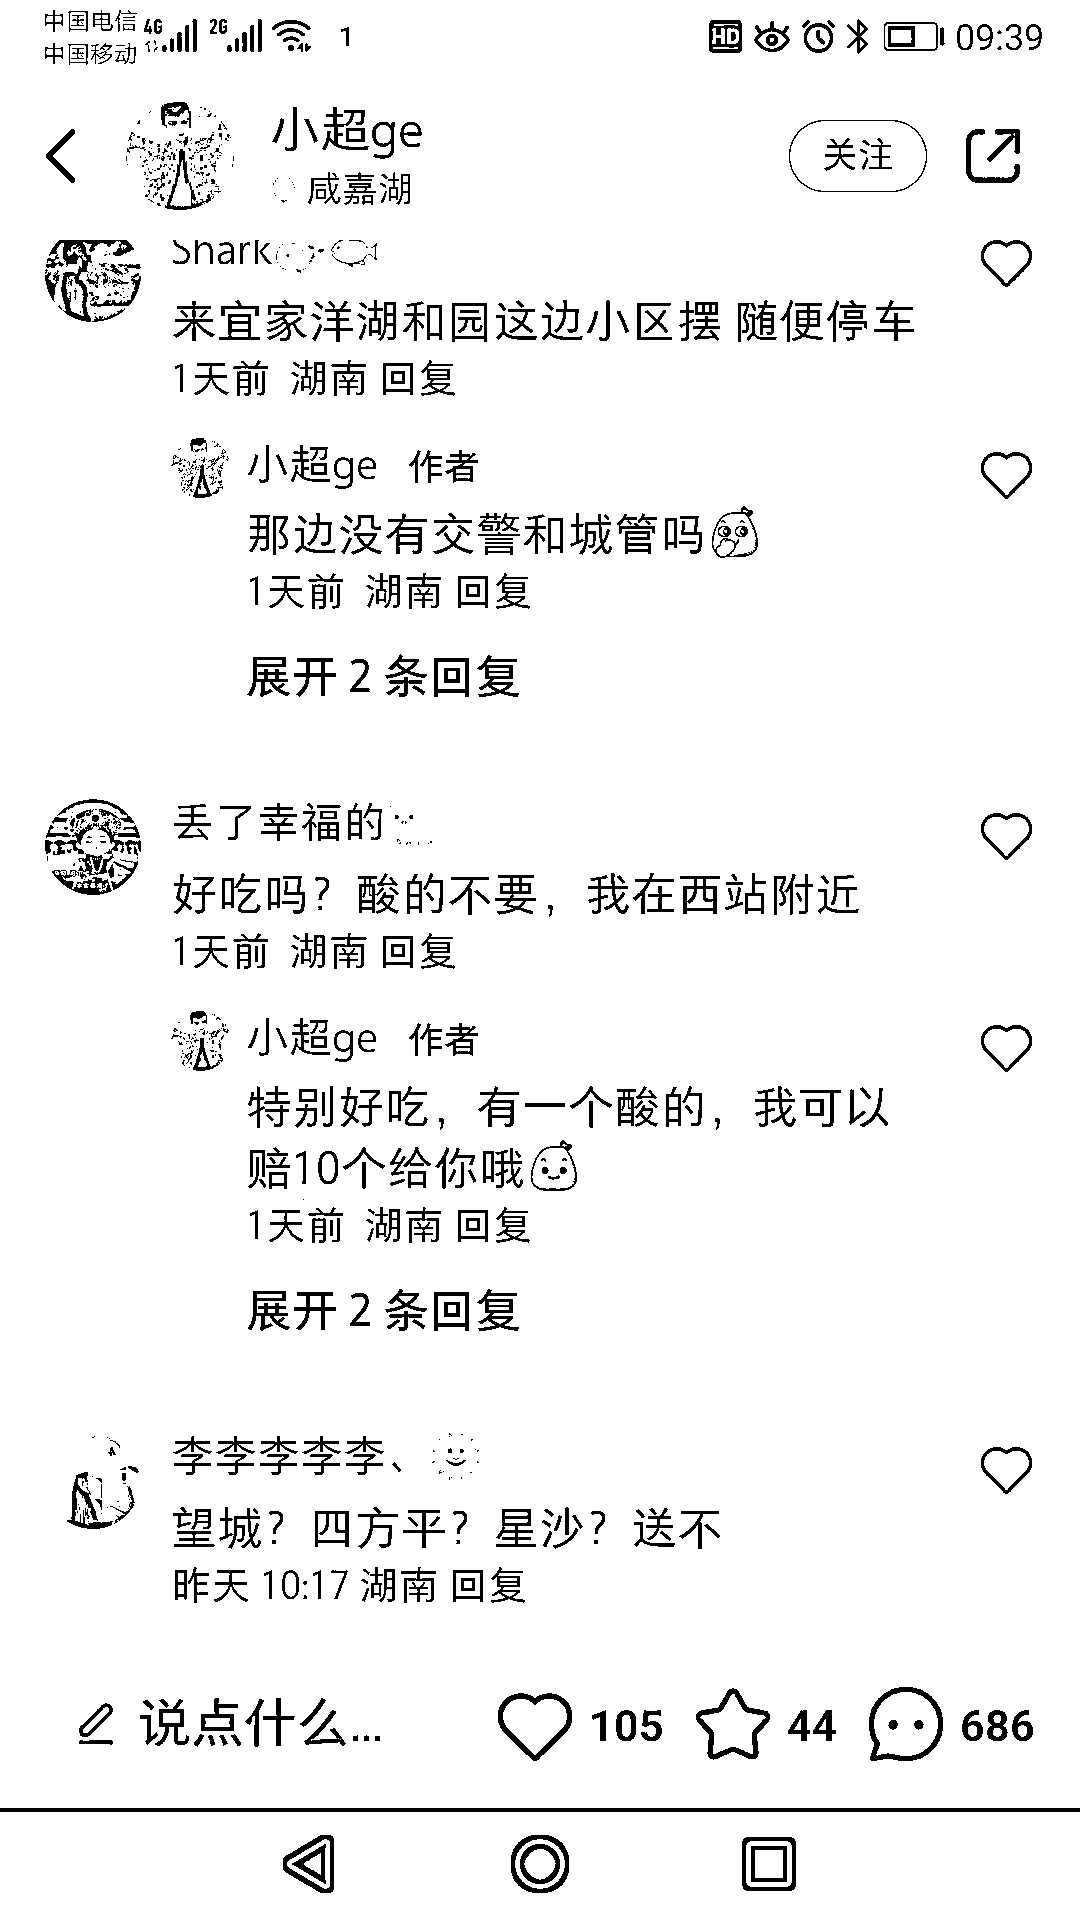 中国电信 4G 2G 1 HD 09:39
中国移动
小超ge
关注
咸嘉湖
Shark
来宜家洋湖和园这边小区摆 随便停车
1天前 湖南 回复
小超ge 作者
那边没有交警和城管吗
1天前 湖南 回复
展开 2 条回复
丢了幸福的
好吃吗？酸的不要，我在西站附近
1天前 湖南 回复
小超ge 作者
特别好吃，有一个酸的，我可以
赔10个给你哦
1天前 湖南 回复
展开 2 条回复
李李李李李、
望城？四方平？星沙？送不
昨天 10:17 湖南 回复
说点什么... 105 44 686